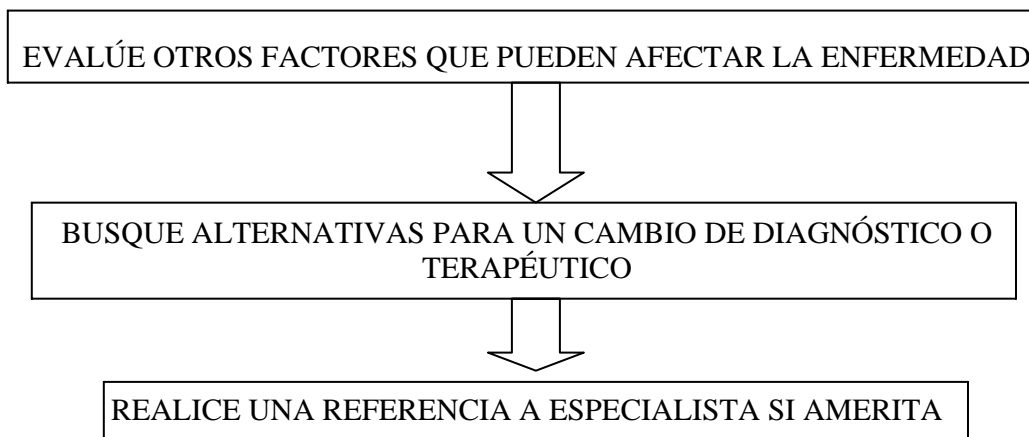 EVALÚE OTROS FACTORES QUE PUEDEN AFECTAR LA ENFERMEDAD
BUSQUE ALTERNATIVAS PARA UN CAMBIO DE DIAGNÓSTICO O
TERAPÉUTICO
REALICE UNA REFERENCIA A ESPECIALISTA SI AMERITA